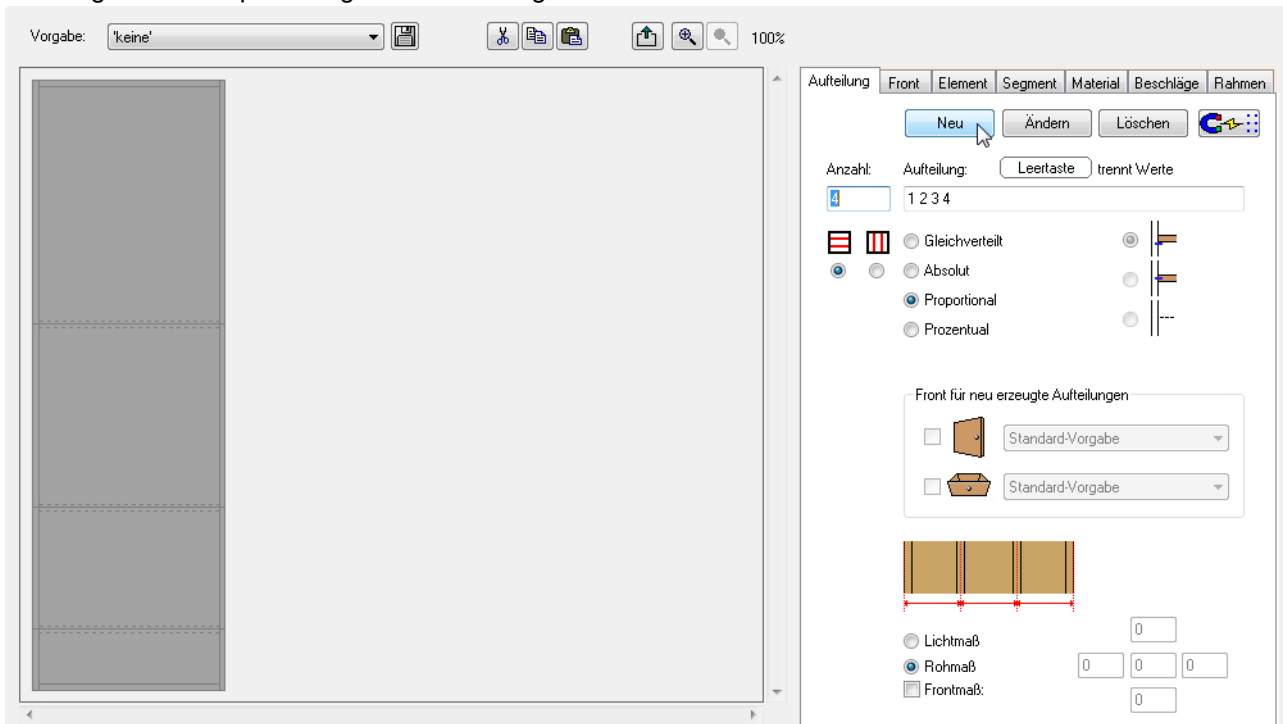 Vorgabe: 'keine' 100%
Aufteilung Front Element Segment Material Beschläge Rahmen
Neu Ändern Löschen
Anzahl: Aufteilung: Leertaste trennt Werte
4 1 2 3 4
Gleichverteilt
Absolut
Proportional
Prozentual
Front für neu erzeugte Aufteilungen
Standard-Vorgabe
Standard-Vorgabe
Lichtmaß 0
Rohmaß 0 0 0
Frontmaß: 0